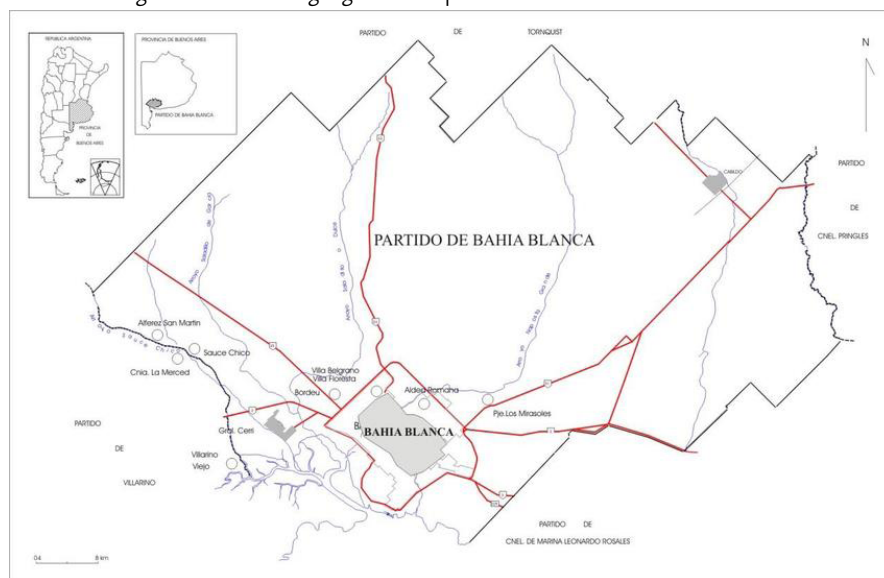 PARTIDO DE TORNQUIST
REPUBLICA ARGENTINA
PROVINCIA
DE
BUENOS AIRES
PROVINCIA DE BUENOS AIRES
PARTIDO DE BAHIA BLANCA
N
CABILDO
PARTIDO
DE
CNEL. PRINGLES
PARTIDO DE BAHIA BLANCA
Alferez San Martin
Sauce Chico
Cnia. La Merced
Villa Belgrano
Villa Floresta
Bordeu
Aldea Romana
Pje.Los Mirasoles
Gral. Cerri
BAHIA BLANCA
PARTIDO
DE
VILLARINO
Villarino
Viejo
PARTIDO DE
CNEL. DE MARINA LEONARDO ROSALES
04 8 km